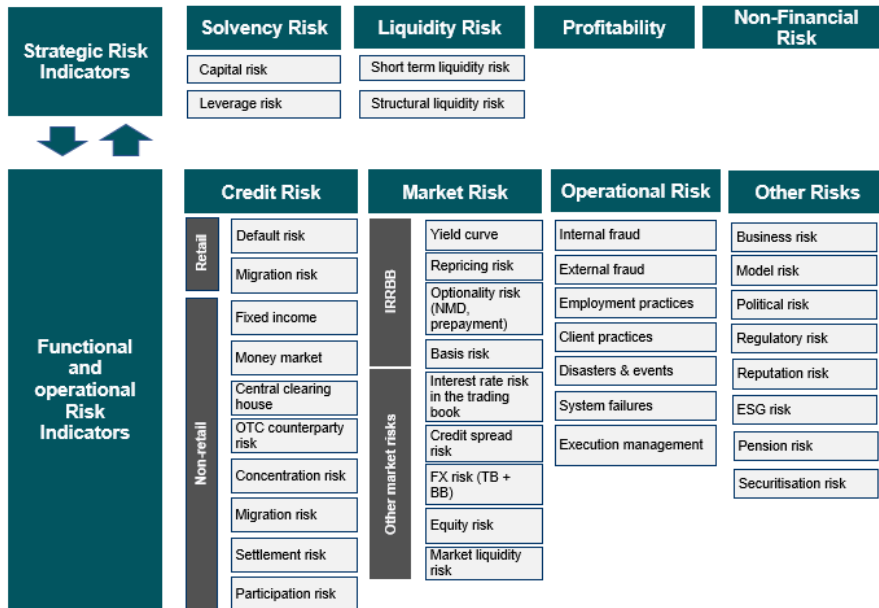 Strategic Risk
Indicators
Solvency Risk
Capital risk
Leverage risk
Liquidity Risk
Short term liquidity risk
Structural liquidity risk
Profitability
Non-Financial
Risk
Functional
and
operational
Risk
Indicators
Credit Risk
Retail
Default risk
Migration risk
Non-retail
Fixed income
Money market
Central clearing
house
OTC counterparty
risk
Concentration risk
Migration risk
Settlement risk
Participation risk
Market Risk
IRRBB
Yield curve
Repricing risk
Optionality risk
(NMD,
prepayment)
Basis risk
Other market risks
Interest rate risk
in the trading
book
Credit spread
risk
FX risk (TB +
BB)
Equity risk
Market liquidity
risk
Operational Risk
Internal fraud
External fraud
Employment practices
Client practices
Disasters & events
System failures
Execution management
Other Risks
Business risk
Model risk
Political risk
Regulatory risk
Reputation risk
ESG risk
Pension risk
Securitisation risk